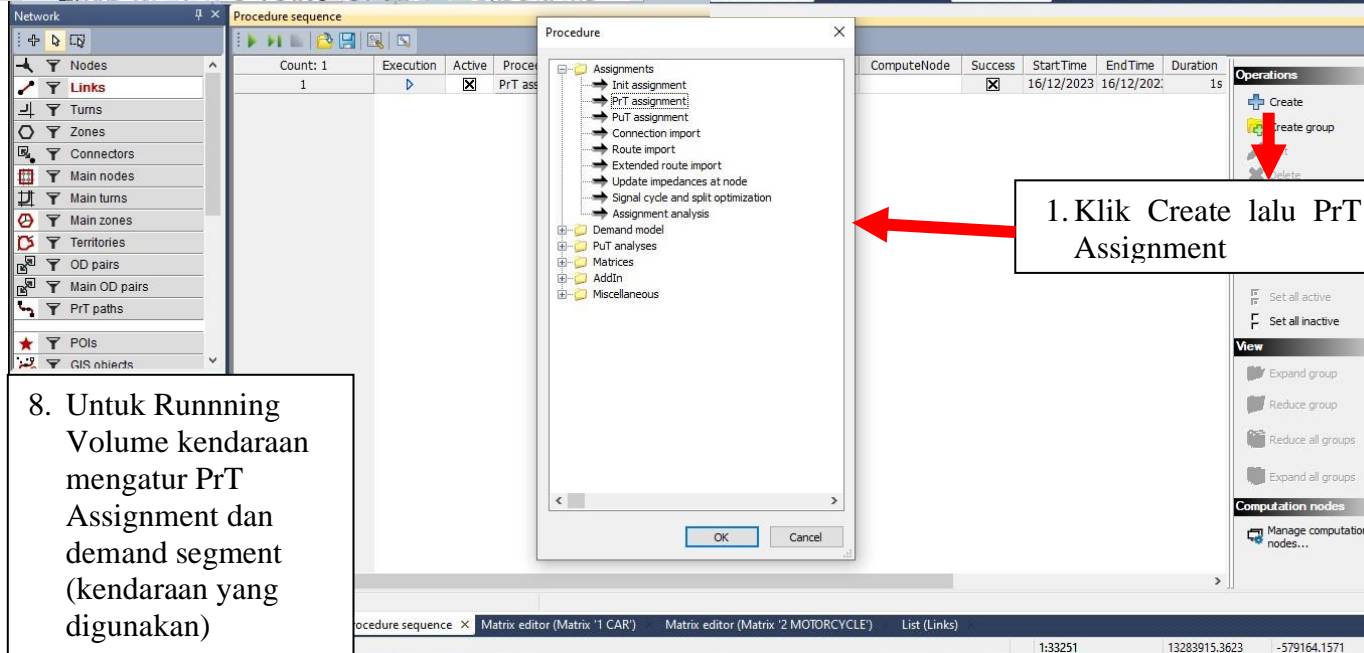 Network
Procedure sequence
Nodes
Links
Turns
Zones
Connectors
Main nodes
Main turns
Main zones
Territories
OD pairs
Main OD pairs
PrT paths
POIs
GIS objects
Count: 1 Execution Active Proce ComputeNode Success StartTime EndTime Duration
1 PrT ass 16/12/2023 16/12/202 1s
Procedure
Assignments
Init assignment
PrT assignment
PuT assignment
Connection import
Route import
Extended route import
Update impedances at node
Signal cycle and split optimization
Assignment analysis
Demand model
PuT analyses
Matrices
AddIn
Miscellaneous
OK Cancel
Operations
Create
Create group
Delete
1. Klik Create lalu PrT
Assignment
Set all active
Set all inactive
View
Expand group
Reduce group
Reduce all groups
Expand all groups
Computation nodes
Manage computation
nodes...
8. Untuk Runnning
Volume kendaraan
mengatur PrT
Assignment dan
demand segment
(kendaraan yang
digunakan)
rocedure sequence Matrix editor (Matrix '1 CAR') Matrix editor (Matrix '2 MOTORCYCLE') List (Links)
1:33251 13283915.3623 -579164.1571